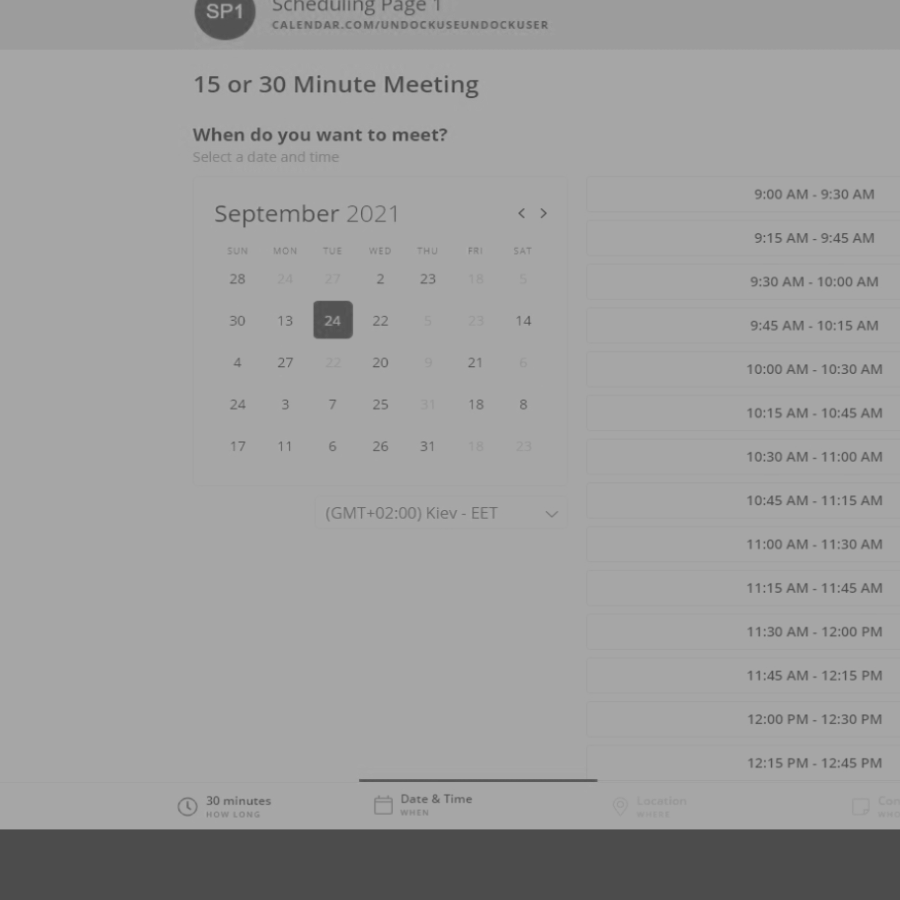 SP1
Scheduling Page 1
CALENDAR.COM/UNDOCKUSEUNDOCKUSER
15 or 30 Minute Meeting
When do you want to meet?
Select a date and time
September 2021 < >
SUN MON TUE WED THU FRI SAT
28 24 27 2 23 18 5
30 13 24 22 5 23 14
4 27 22 20 9 21 6
24 3 7 25 31 18 8
17 11 6 26 31 18 23
(GMT+02:00) Kiev - EET
9:00 AM - 9:30 AM
9:15 AM - 9:45 AM
9:30 AM - 10:00 AM
9:45 AM - 10:15 AM
10:00 AM - 10:30 AM
10:15 AM - 10:45 AM
10:30 AM - 11:00 AM
10:45 AM - 11:15 AM
11:00 AM - 11:30 AM
11:15 AM - 11:45 AM
11:30 AM - 12:00 PM
11:45 AM - 12:15 PM
12:00 PM - 12:30 PM
12:15 PM - 12:45 PM
30 minutes
HOW LONG
Date & Time
WHEN
Location
WHERE